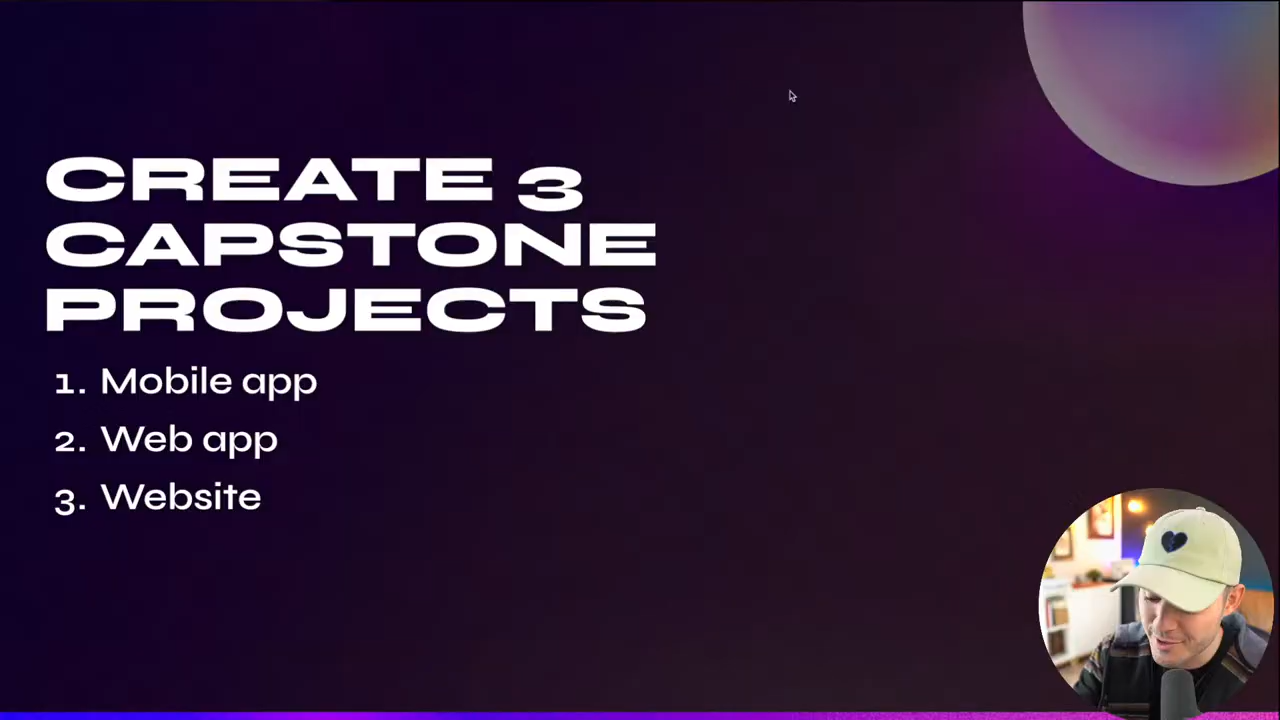 CREATE 3
CAPSTONE
PROJECTS
1. Mobile app
2. Web app
3. Website